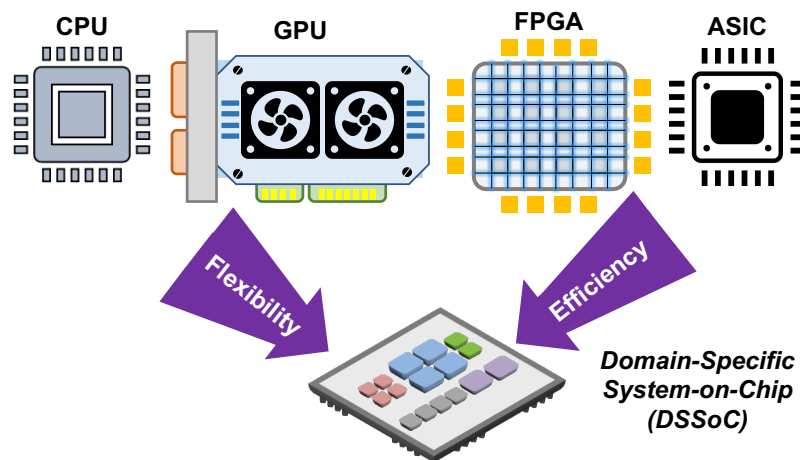 CPU
GPU
FPGA
ASIC
Flexibility
Efficiency
Domain-Specific
System-on-Chip
(DSSoC)